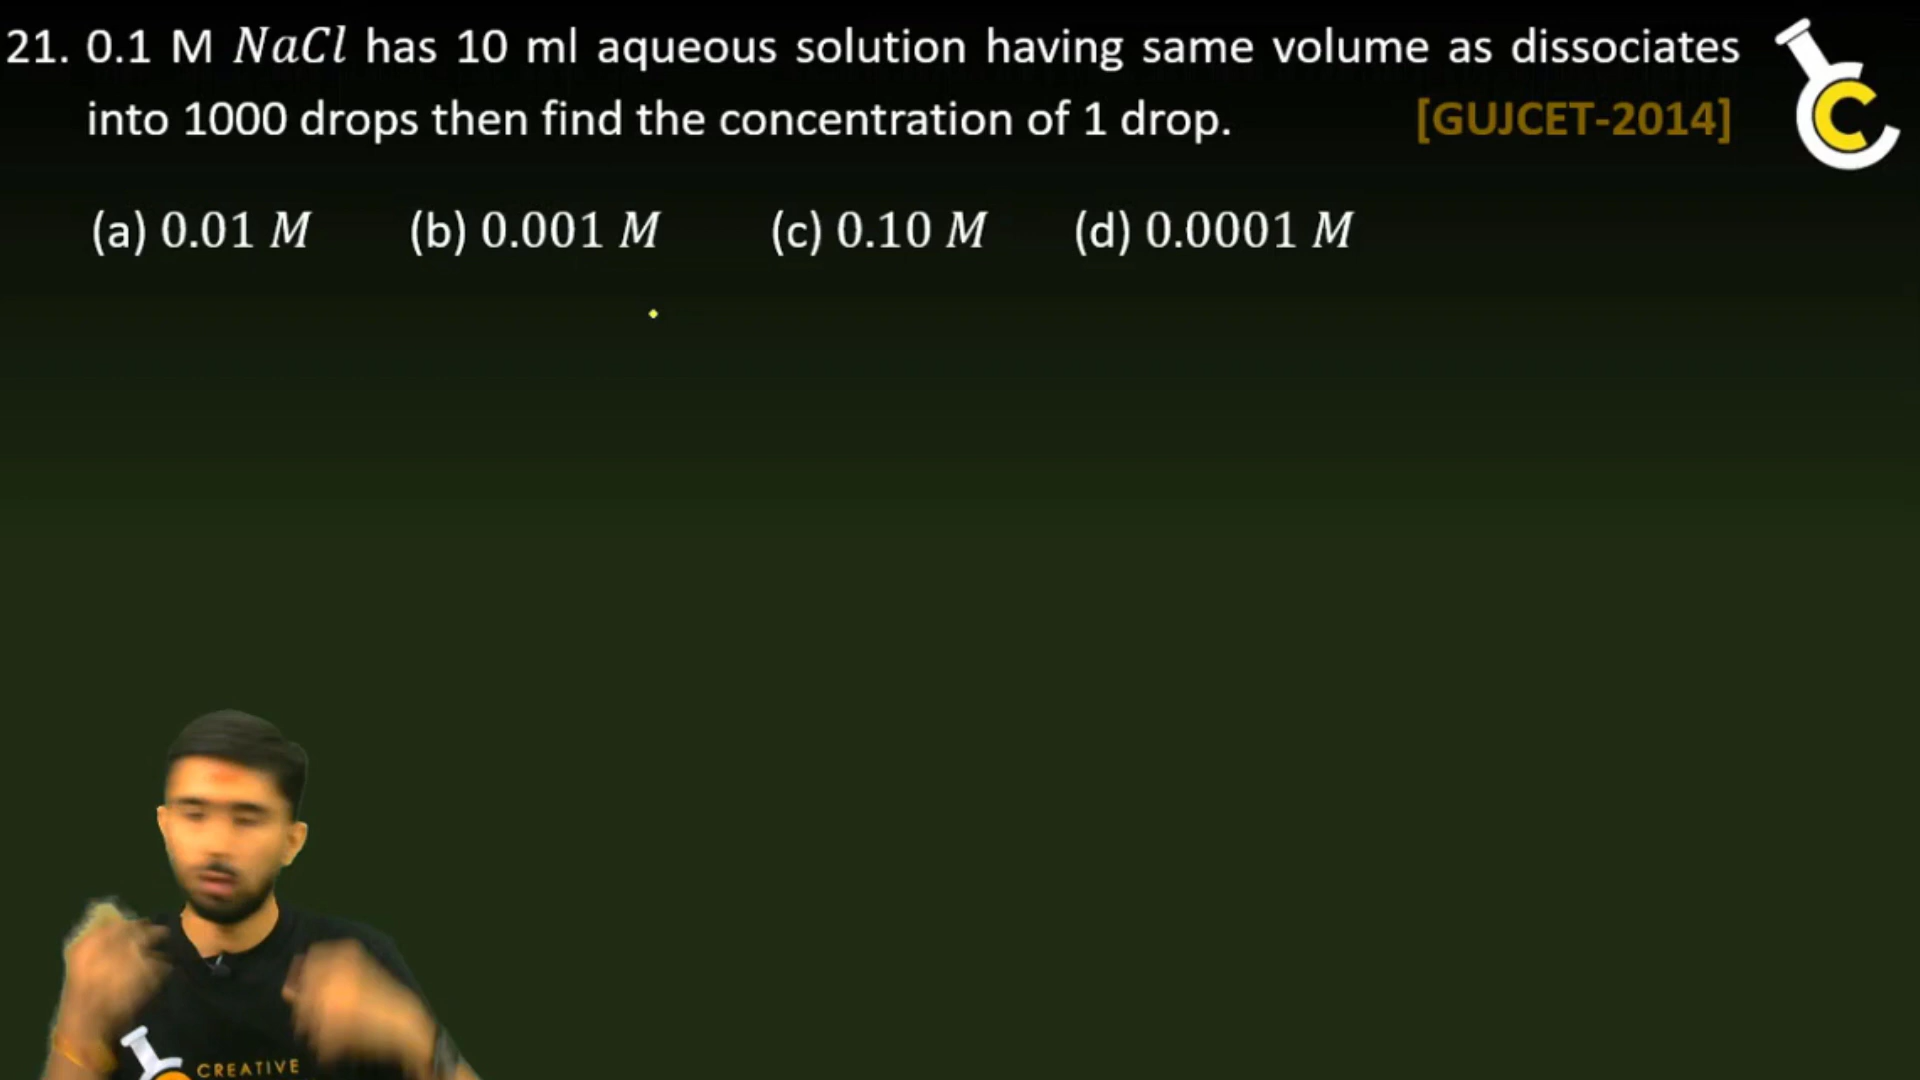 21. 0.1 M NaCl has 10 ml aqueous solution having same volume as dissociates
into 1000 drops then find the concentration of 1 drop. [GUJCET-2014]
(a) 0.01 M (b) 0.001 M (c) 0.10 M (d) 0.0001 M
CREATIVE